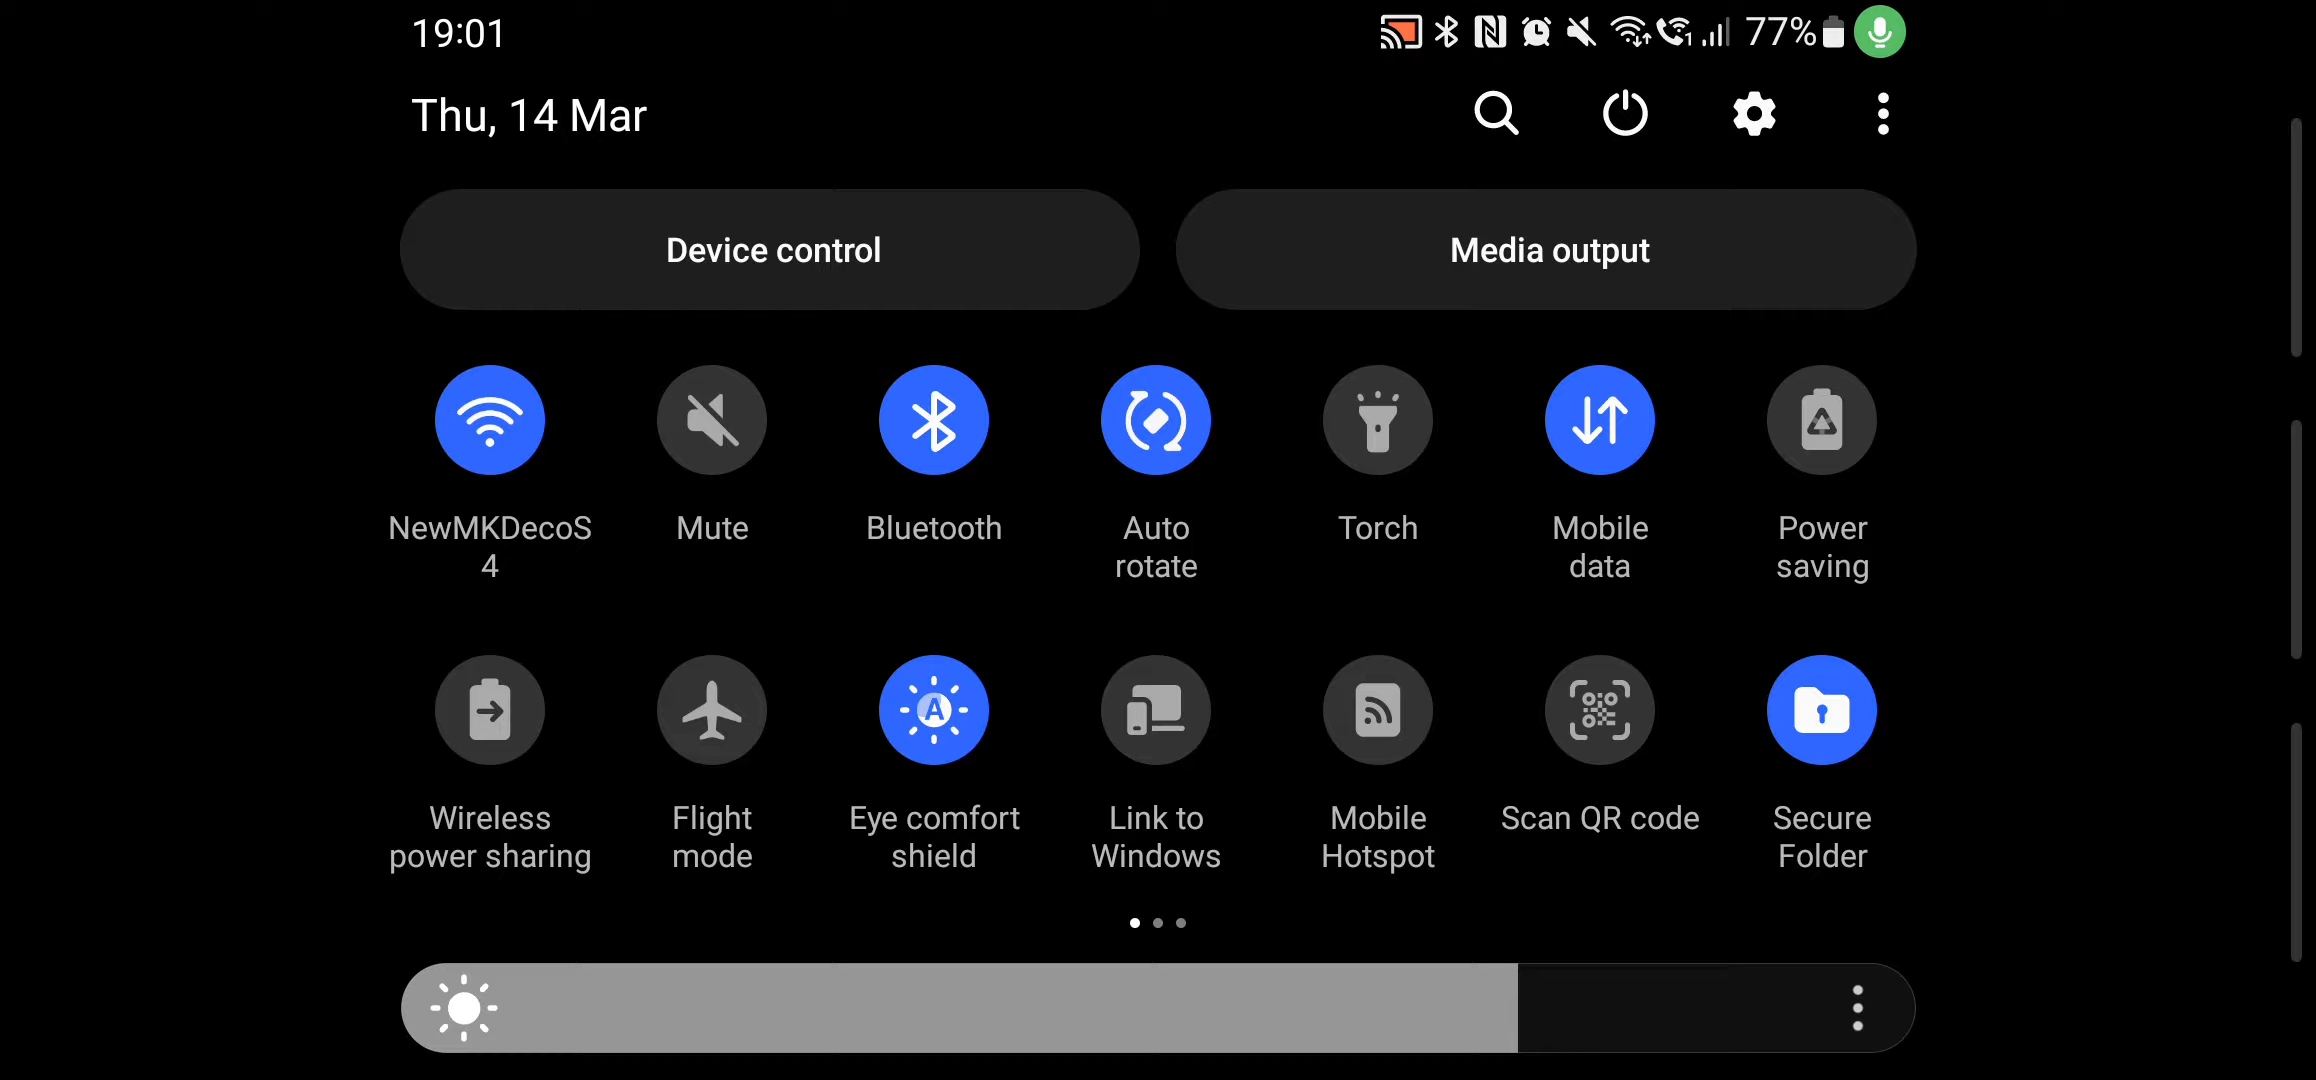 19:01
77%
Thu, 14 Mar
Device control
Media output
NewMKDecoS
4
Mute
Bluetooth
Auto
rotate
Torch
Mobile
data
Power
saving
Wireless
power sharing
Flight
mode
Eye comfort
shield
Link to
Windows
Mobile
Hotspot
Scan QR code
Secure
Folder